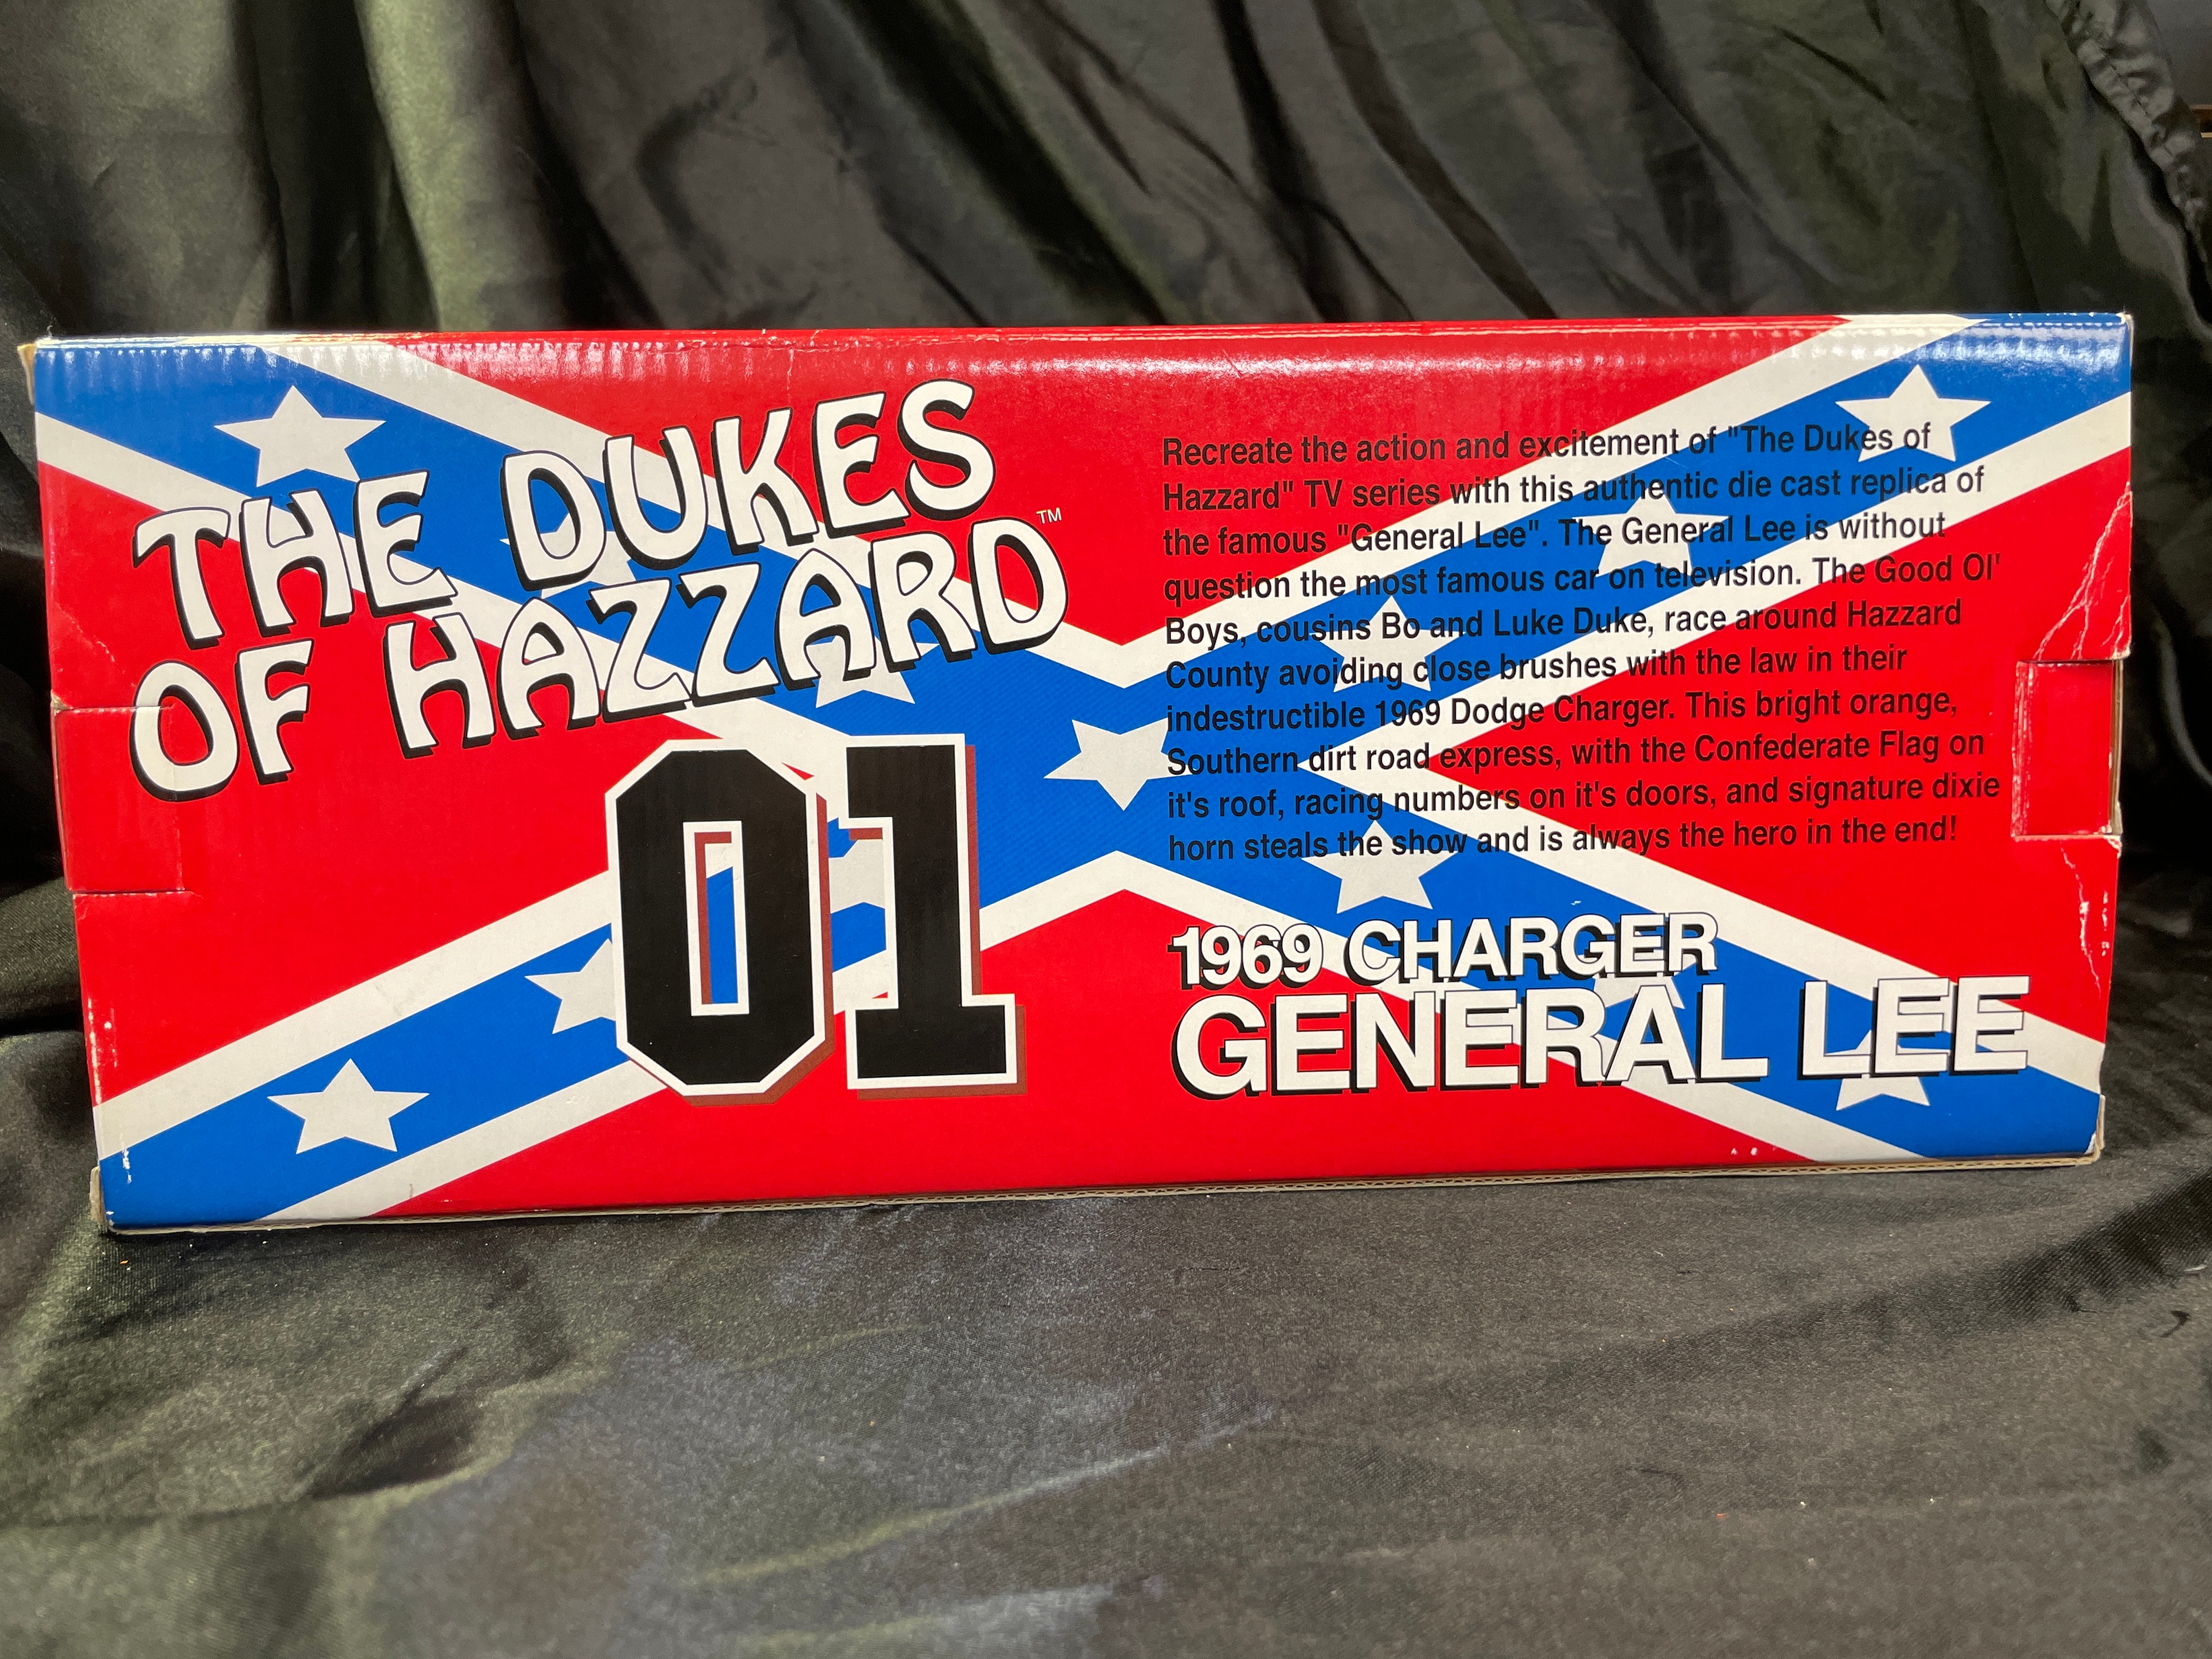 THE DUKES
OF HAZZARD™
01
Recreate the action and excitement of "The Dukes of
Hazzard" TV series with this authentic die cast replica of
the famous "General Lee". The General Lee is without
question the most famous car on television. The Good Ol'
Boys, cousins Bo and Luke Duke, race around Hazzard
County avoiding close brushes with the law in their
indestructible 1969 Dodge Charger. This bright orange,
Southern dirt road express, with the Confederate Flag on
it's roof, racing numbers on it's doors, and signature dixie
horn steals the show and is always the hero in the end!
1969 CHARGER
GENERAL LEE